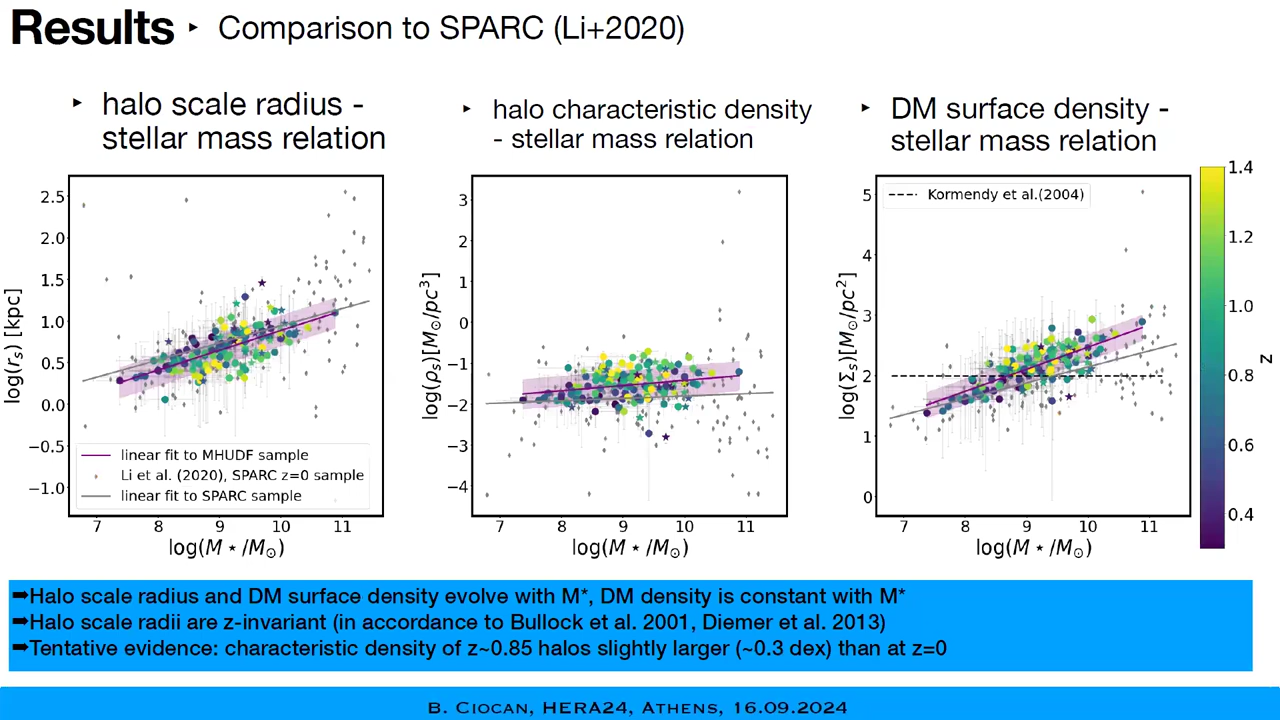 Results ‣ Comparison to SPARC (Li+2020)
‣ halo scale radius -
stellar mass relation
‣ halo characteristic density
- stellar mass relation
‣ DM surface density -
stellar mass relation
log(r_s) [kpc]
2.5
2.0
1.5
1.0
0.5
0.0
−0.5
−1.0
linear fit to MHUDF sample
Li et al. (2020), SPARC z=0 sample
linear fit to SPARC sample
7 8 9 10 11
log(M⋆/M⊙)
log(ρ_s)[M⊙/pc³]
3
2
1
0
−1
−2
−3
−4
7 8 9 10 11
log(M⋆/M⊙)
log(Σ_s)[M⊙/pc²]
5
4
3
2
1
0
Kormendy et al.(2004)
7 8 9 10 11
log(M⋆/M⊙)
1.4
1.2
1.0
0.8
0.6
0.4
z
➡Halo scale radius and DM surface density evolve with M*, DM density is constant with M*
➡Halo scale radii are z-invariant (in accordance to Bullock et al. 2001, Diemer et al. 2013)
➡Tentative evidence: characteristic density of z~0.85 halos slightly larger (~0.3 dex) than at z=0
B. Ciocan, HERA24, Athens, 16.09.2024